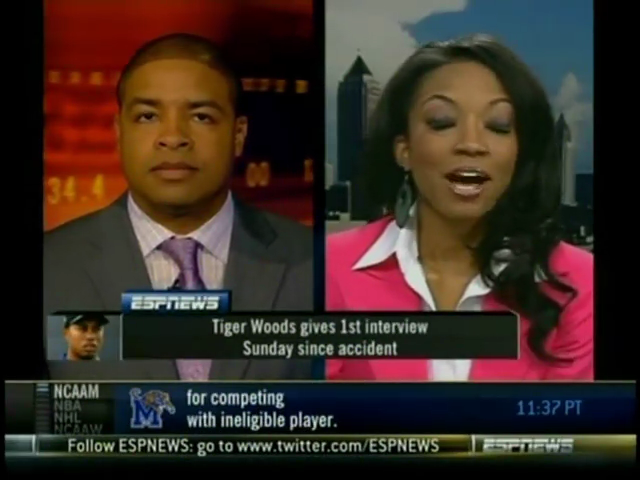 34.4
00
ESPNEWS
Tiger Woods gives 1st interview
Sunday since accident
NCAAM
NBA
NHL
NCAAW
for competing
with ineligible player.
11:37 PT
Follow ESPNEWS: go to www.twitter.com/ESPNEWS
ESPNEWS